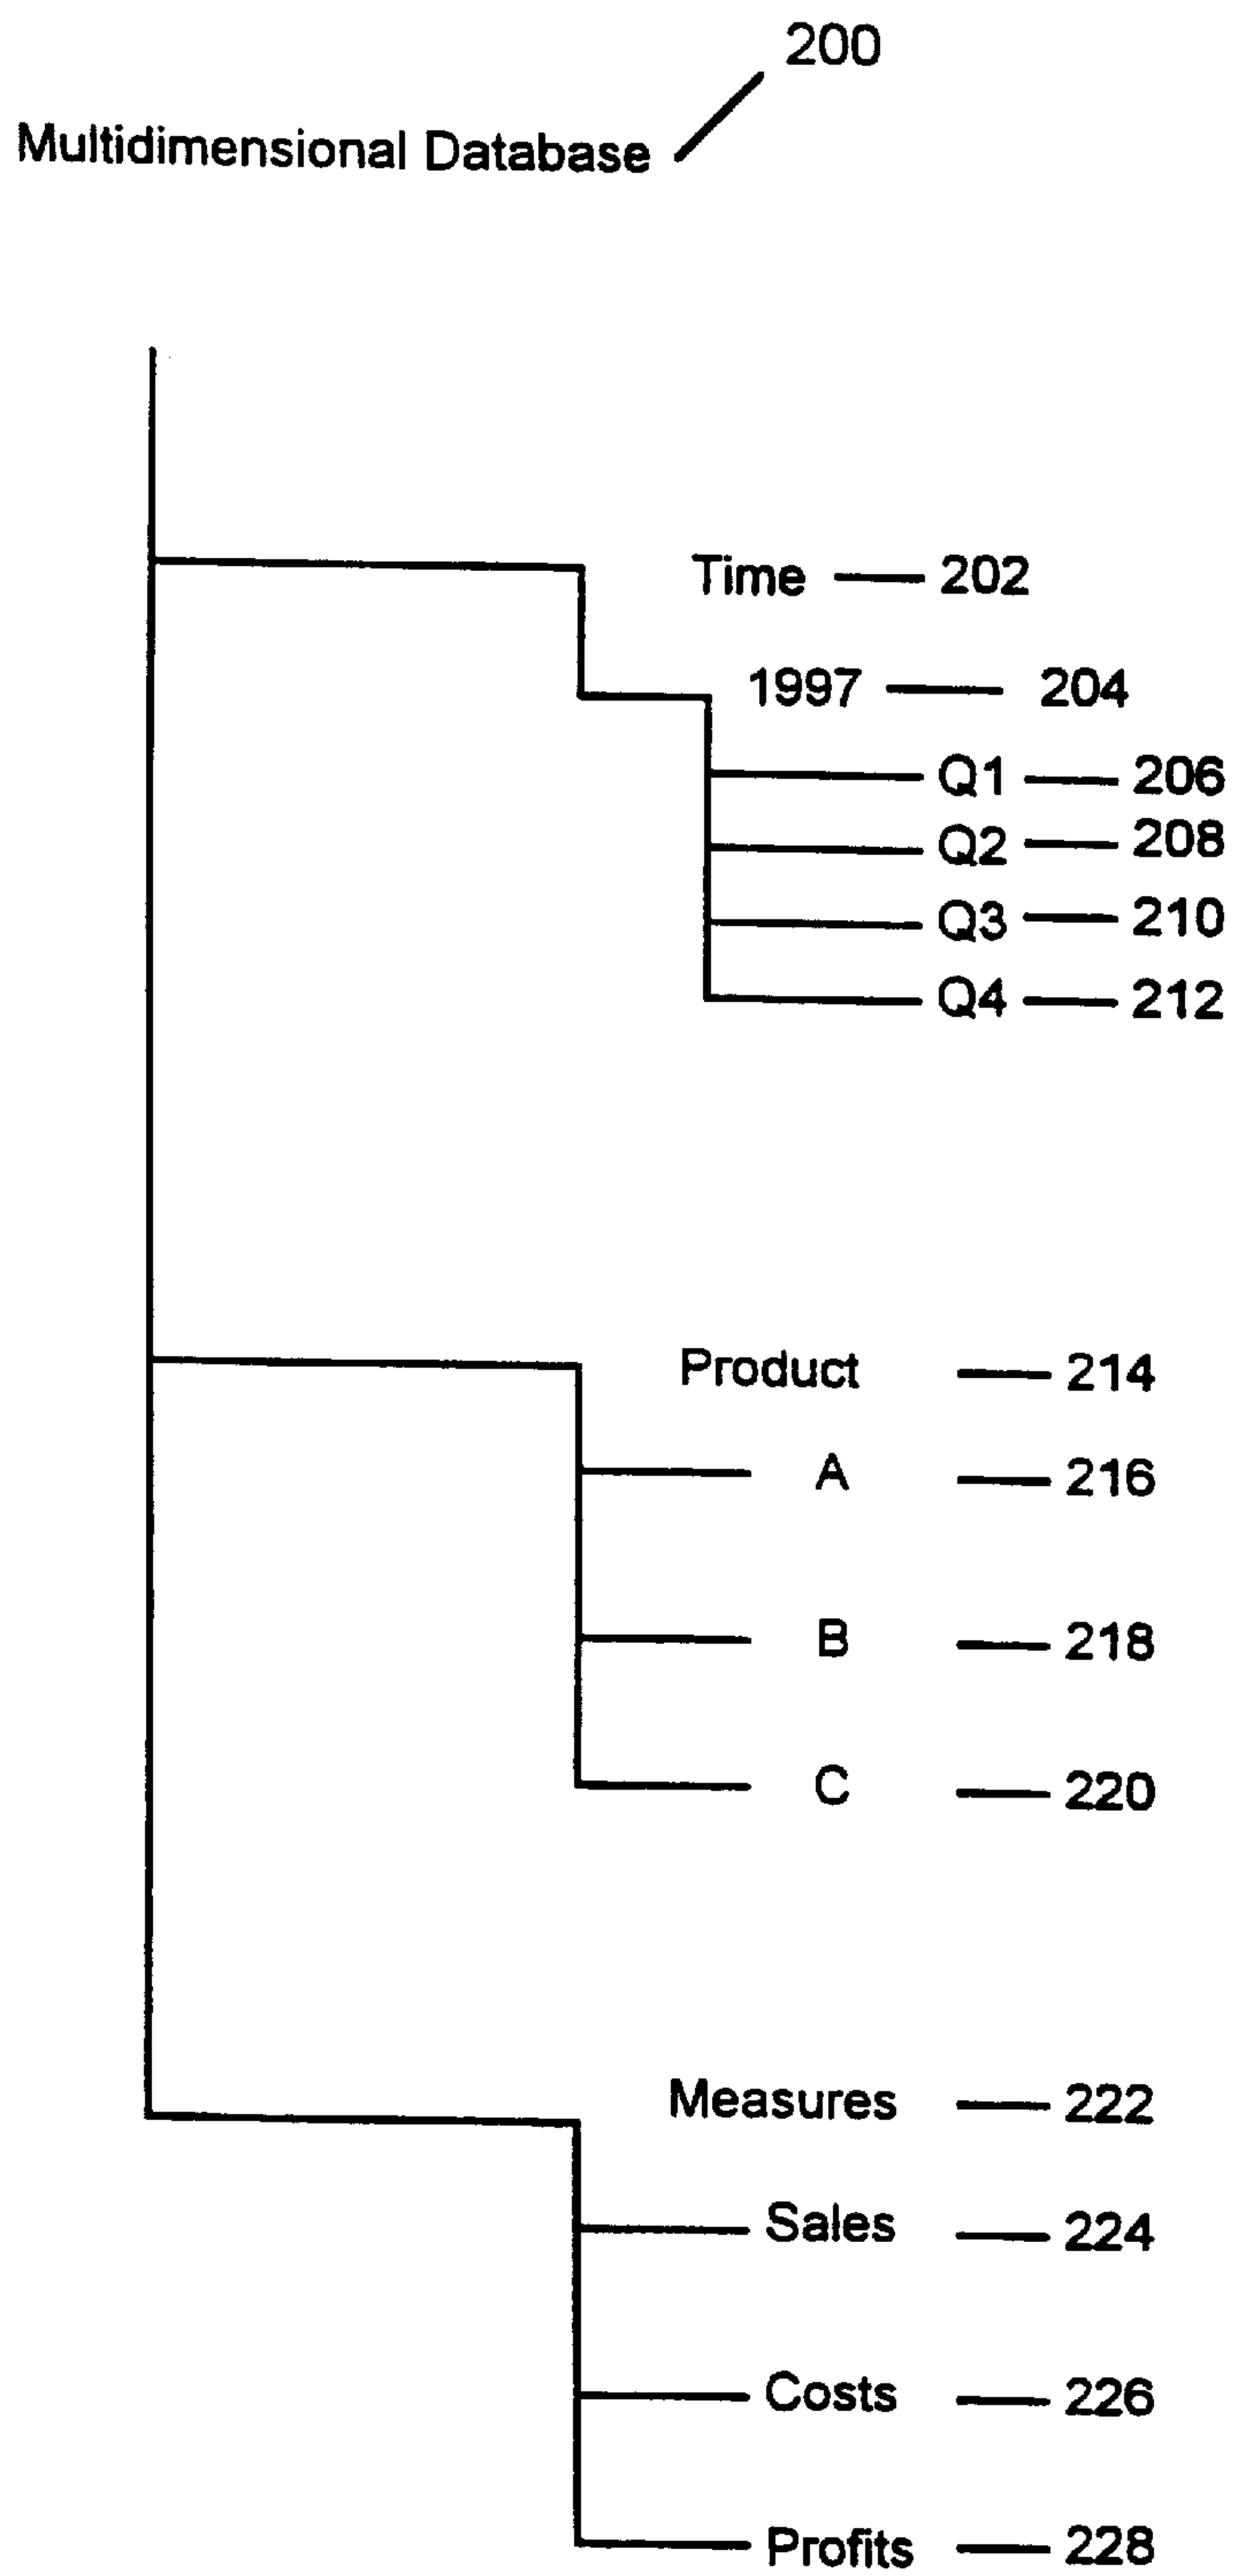 200
Multidimensional Database
Time 202
1997 204
Q1 206
Q2 208
Q3 210
Q4 212
Product 214
A 216
B 218
C 220
Measures 222
Sales 224
Costs 226
Profits 228